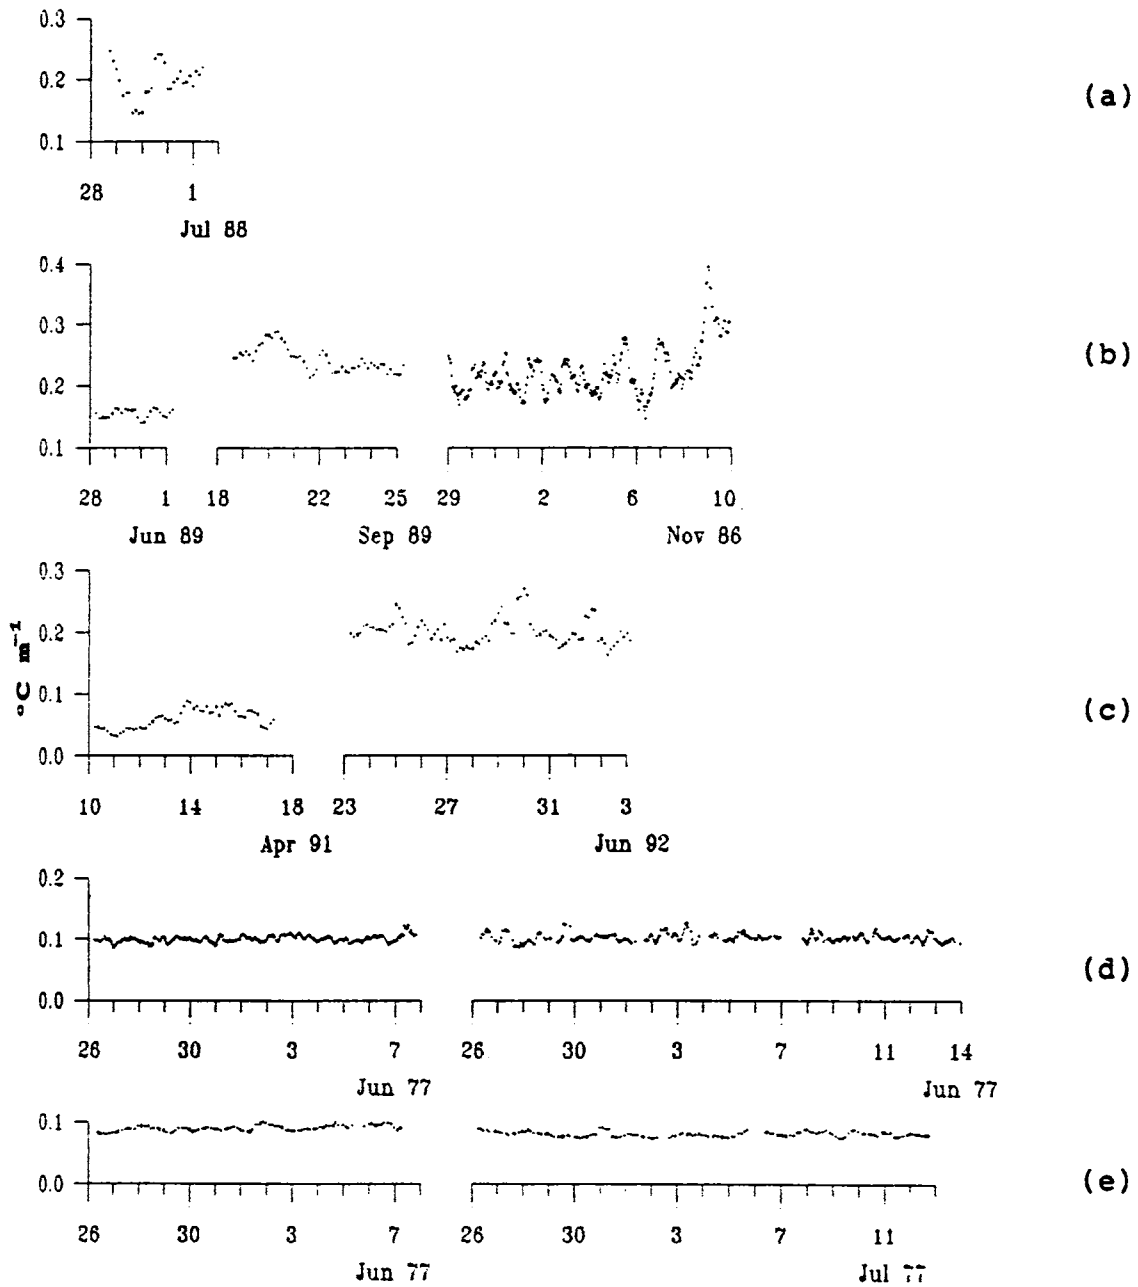 0.3
0.2
0.1
28 1
Jul 88
(a)
0.4
0.3
0.2
0.1
28 1 18 22 25 29 2 6 10
Jun 89 Sep 89 Nov 86
(b)
°C m⁻¹
0.3
0.2
0.1
0.0
10 14 18 23 27 31 3
Apr 91 Jun 92
(c)
0.2
0.1
0.0
26 30 3 7 26 30 3 7 11 14
Jun 77 Jun 77
(d)
0.1
0.0
26 30 3 7 26 30 3 7 11
Jun 77 Jul 77
(e)